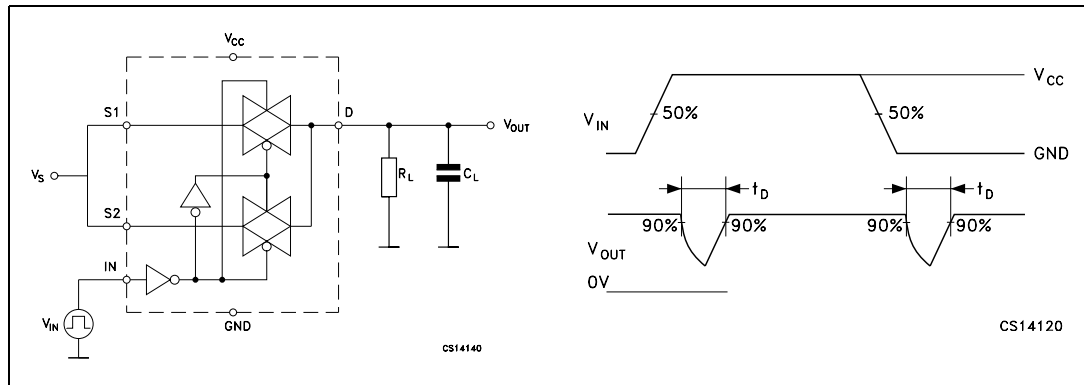 V_CC
S1
D
V_OUT
V_S
R_L
C_L
S2
IN
V_IN
GND
CS14140
V_CC
50%
50%
V_IN
GND
t_D
t_D
90%
90%
90%
90%
V_OUT
0V
CS14120